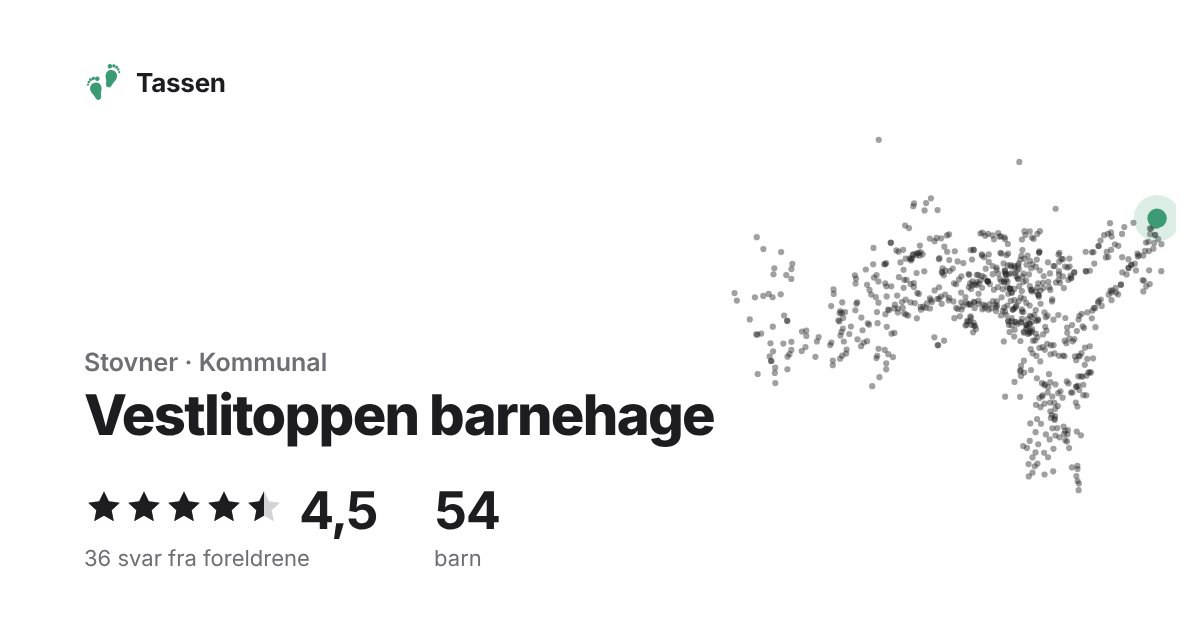 Tassen
Stovner · Kommunal
Vestlitoppen barnehage
4,5 54
36 svar fra foreldrene barn